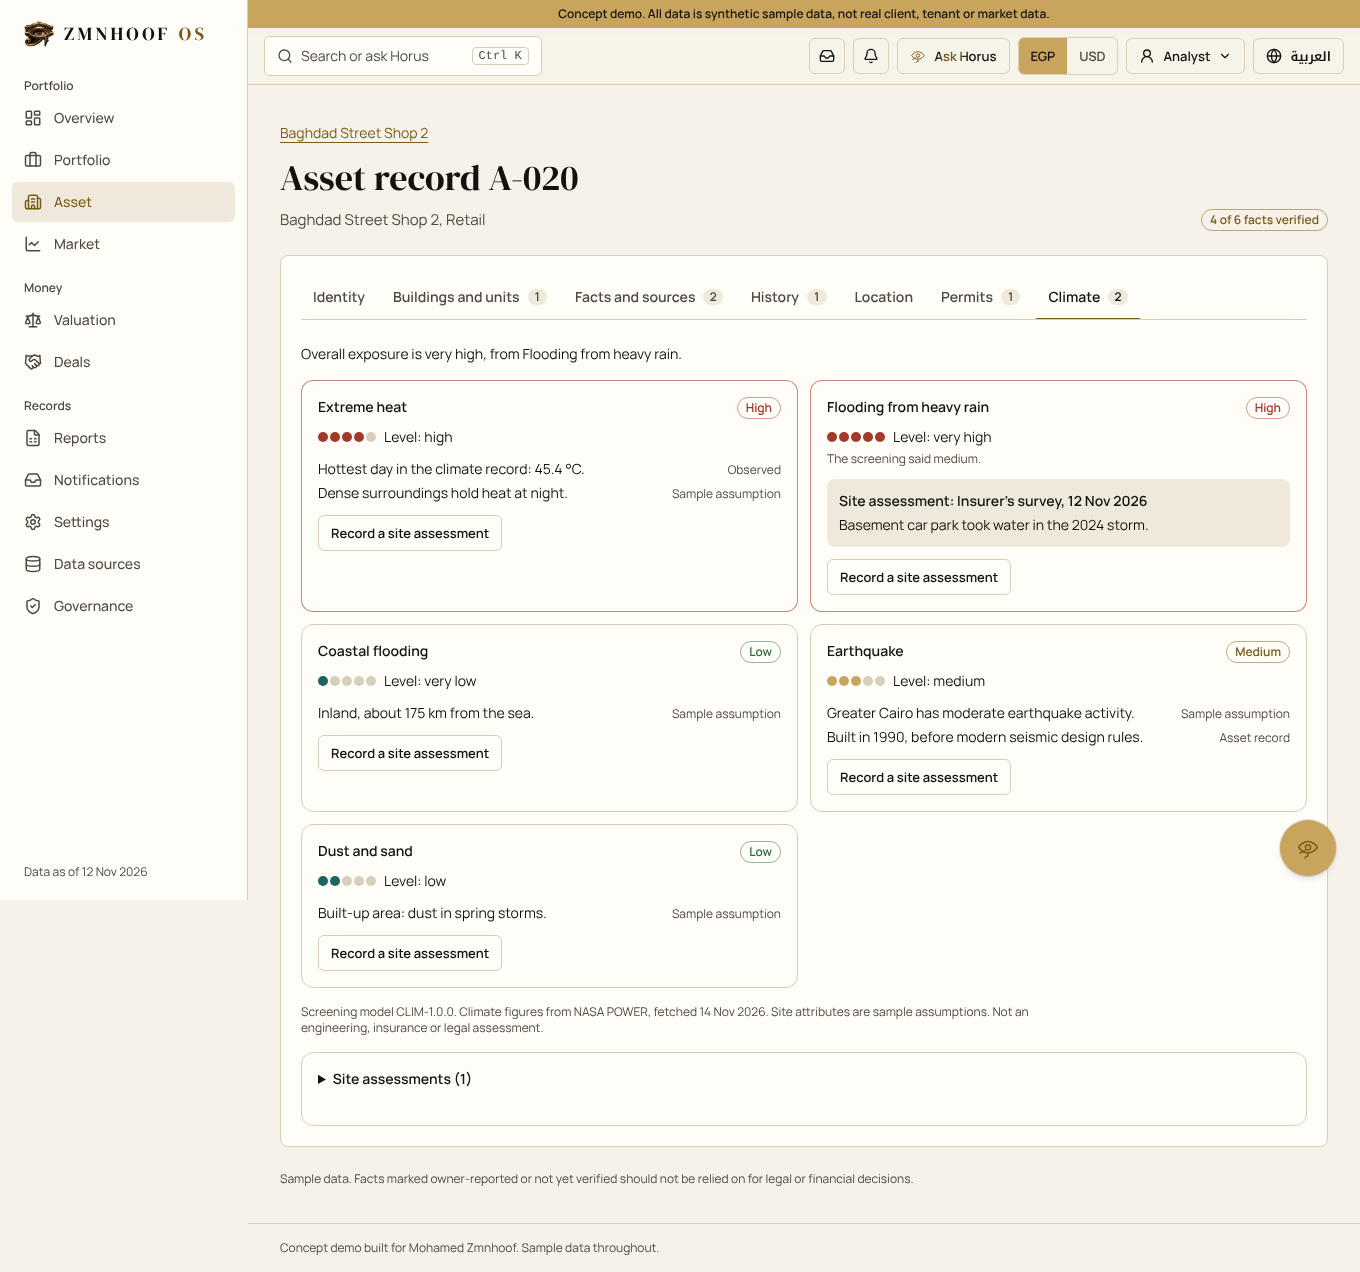 Concept demo. All data is synthetic sample data, not real client, tenant or market data.
ZMNHOOF OS
Search or ask Horus
Ctrl K
Ask Horus
EGP
USD
Analyst
العربية
Portfolio
Overview
Portfolio
Asset
Market
Money
Valuation
Deals
Records
Reports
Notifications
Settings
Data sources
Governance
Data as of 12 Nov 2026
Baghdad Street Shop 2
Asset record A-020
Baghdad Street Shop 2, Retail
4 of 6 facts verified
Identity
Buildings and units 1
Facts and sources 2
History 1
Location
Permits 1
Climate 2
Overall exposure is very high, from Flooding from heavy rain.
Extreme heat
High
Level: high
Hottest day in the climate record: 45.4 °C.
Observed
Dense surroundings hold heat at night.
Sample assumption
Record a site assessment
Flooding from heavy rain
High
Level: very high
The screening said medium.
Site assessment: Insurer's survey, 12 Nov 2026
Basement car park took water in the 2024 storm.
Record a site assessment
Coastal flooding
Low
Level: very low
Inland, about 175 km from the sea.
Sample assumption
Record a site assessment
Earthquake
Medium
Level: medium
Greater Cairo has moderate earthquake activity.
Sample assumption
Built in 1990, before modern seismic design rules.
Asset record
Record a site assessment
Dust and sand
Low
Level: low
Built-up area: dust in spring storms.
Sample assumption
Record a site assessment
Screening model CLIM-1.0.0. Climate figures from NASA POWER, fetched 14 Nov 2026. Site attributes are sample assumptions. Not an
engineering, insurance or legal assessment.
Site assessments (1)
Sample data. Facts marked owner-reported or not yet verified should not be relied on for legal or financial decisions.
Concept demo built for Mohamed Zmnhoof. Sample data throughout.